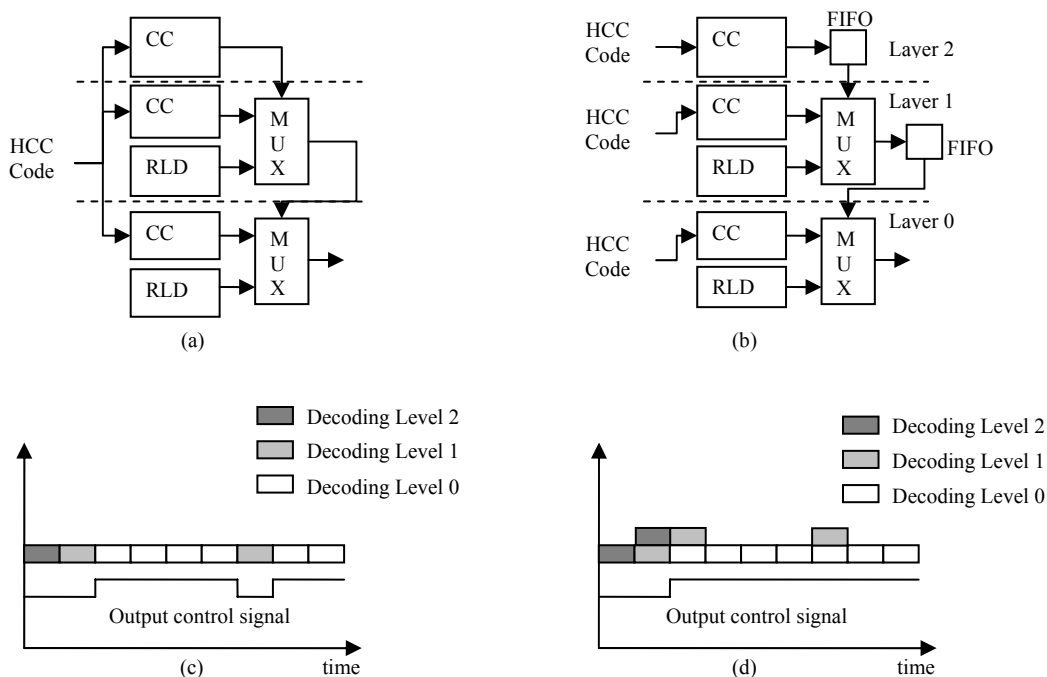 HCC
Code
CC
CC
RLD
M
U
X
CC
RLD
M
U
X
(a)
HCC
Code
CC
FIFO
Layer 2
HCC
Code
CC
RLD
M
U
X
Layer 1
FIFO
HCC
Code
CC
RLD
M
U
X
Layer 0
(b)
Decoding Level 2
Decoding Level 1
Decoding Level 0
Output control signal
time
(c)
Decoding Level 2
Decoding Level 1
Decoding Level 0
Output control signal
time
(d)